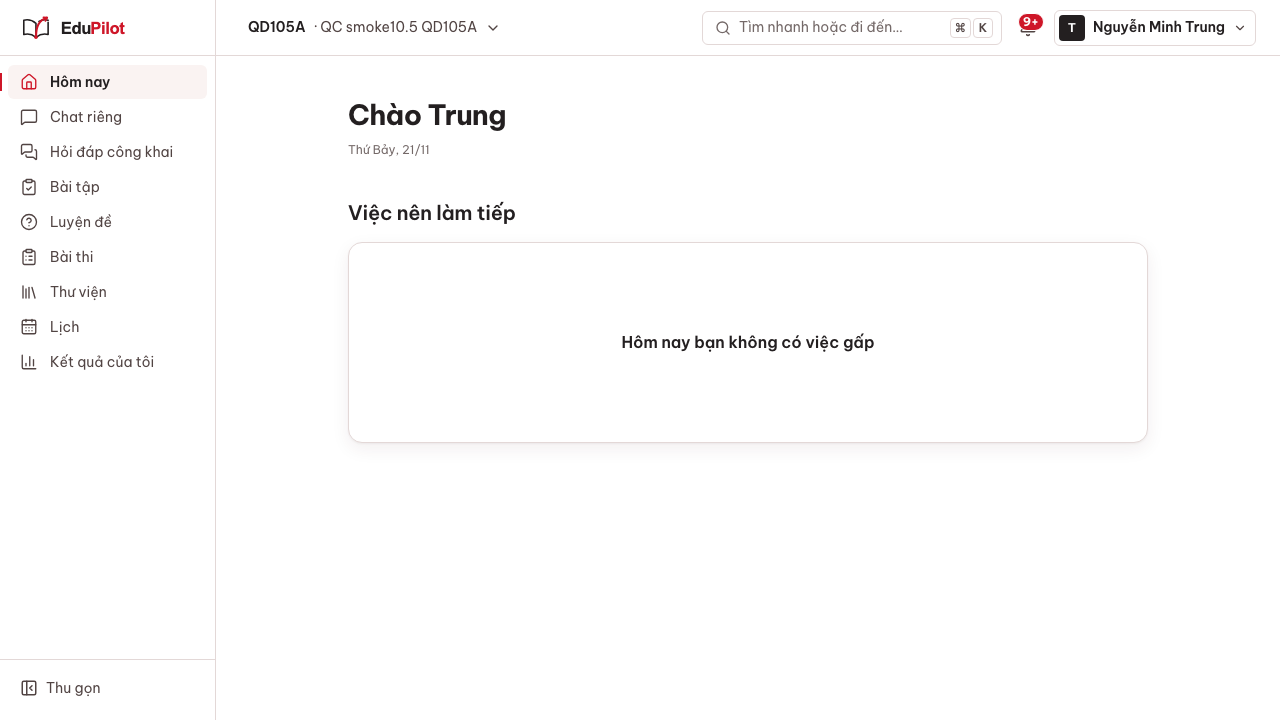 EduPilot
QD105A · QC smoke10.5 QD105A
Tìm nhanh hoặc đi đến... ⌘ K
9+
T Nguyễn Minh Trung
Hôm nay
Chat riêng
Hỏi đáp công khai
Bài tập
Luyện đề
Bài thi
Thư viện
Lịch
Kết quả của tôi
Thu gọn
Chào Trung
Thứ Bảy, 21/11
Việc nên làm tiếp
Hôm nay bạn không có việc gấp